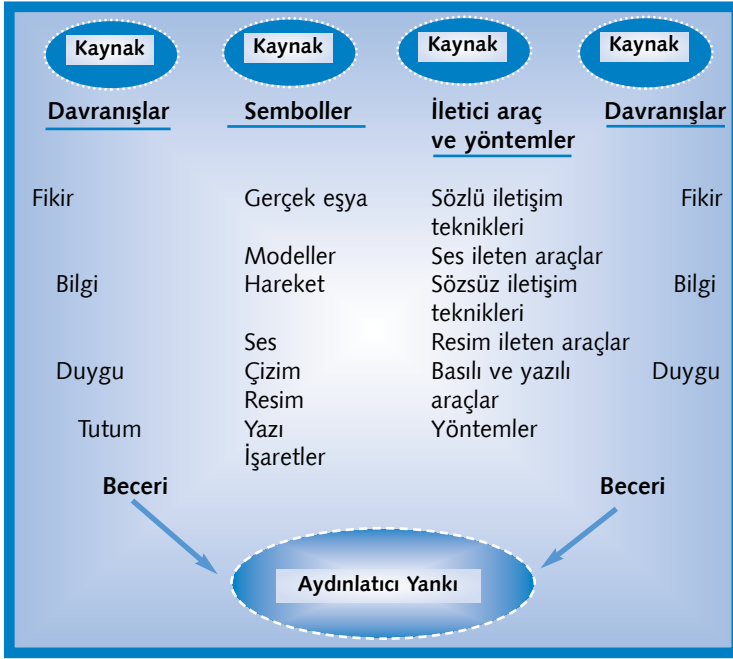 Kaynak Kaynak Kaynak Kaynak
Davranışlar Semboller İletici araç ve yöntemler Davranışlar
Fikir Gerçek eşya Sözlü iletişim teknikleri Fikir
Modeller Ses ileten araçlar
Bilgi Hareket Sözsüz iletişim teknikleri Bilgi
Ses Resim ileten araçlar
Duygu Çizim Basılı ve yazılı Duygu
Resim araçlar
Tutum Yazı Yöntemler
İşaretler
Beceri Beceri
Aydınlatıcı Yankı